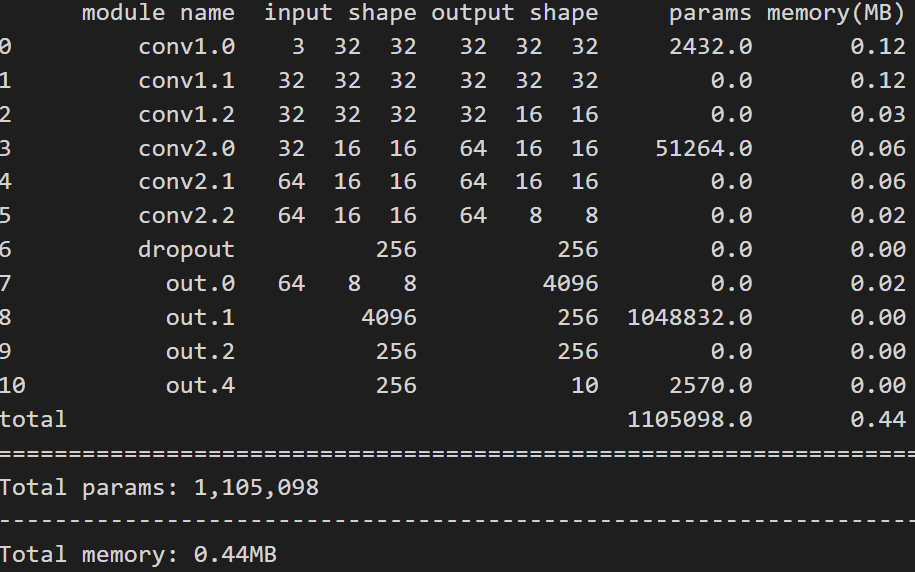 module name input shape output shape params memory(MB)
0 conv1.0 3 32 32 32 32 32 2432.0 0.12
1 conv1.1 32 32 32 32 32 32 0.0 0.12
2 conv1.2 32 32 32 32 16 16 0.0 0.03
3 conv2.0 32 16 16 64 16 16 51264.0 0.06
4 conv2.1 64 16 16 64 16 16 0.0 0.06
5 conv2.2 64 16 16 64 8 8 0.0 0.02
6 dropout 256 256 0.0 0.00
7 out.0 64 8 8 4096 0.0 0.02
8 out.1 4096 256 1048832.0 0.00
9 out.2 256 256 0.0 0.00
10 out.4 256 10 2570.0 0.00
total 1105098.0 0.44
=================================================================
Total params: 1,105,098
-----------------------------------------------------------------
Total memory: 0.44MB